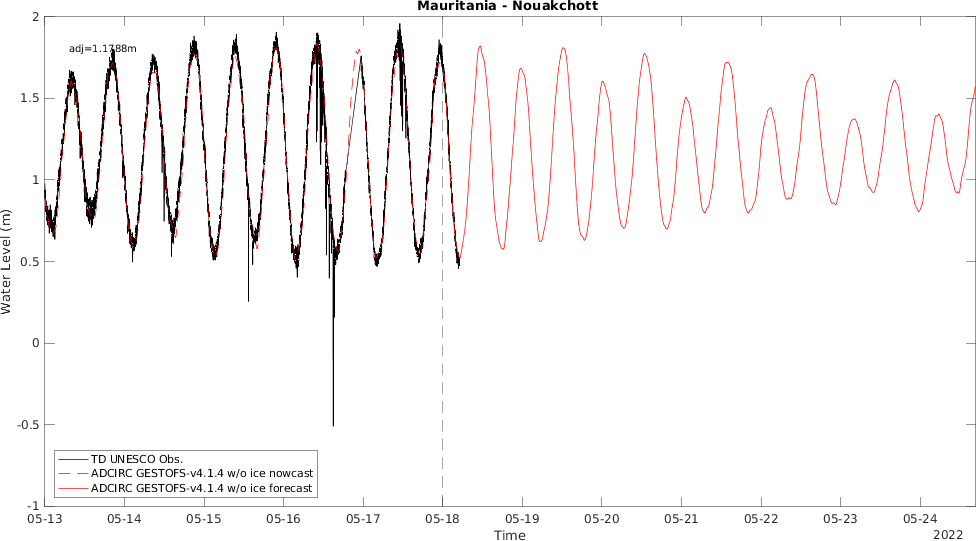 Mauritania - Nouakchott
adj=1.1788m
Water Level (m)
2
1.5
1
0.5
0
-0.5
-1
TD UNESCO Obs.
ADCIRC GESTOFS-v4.1.4 w/o ice nowcast
ADCIRC GESTOFS-v4.1.4 w/o ice forecast
05-13 05-14 05-15 05-16 05-17 05-18 05-19 05-20 05-21 05-22 05-23 05-24
Time
2022